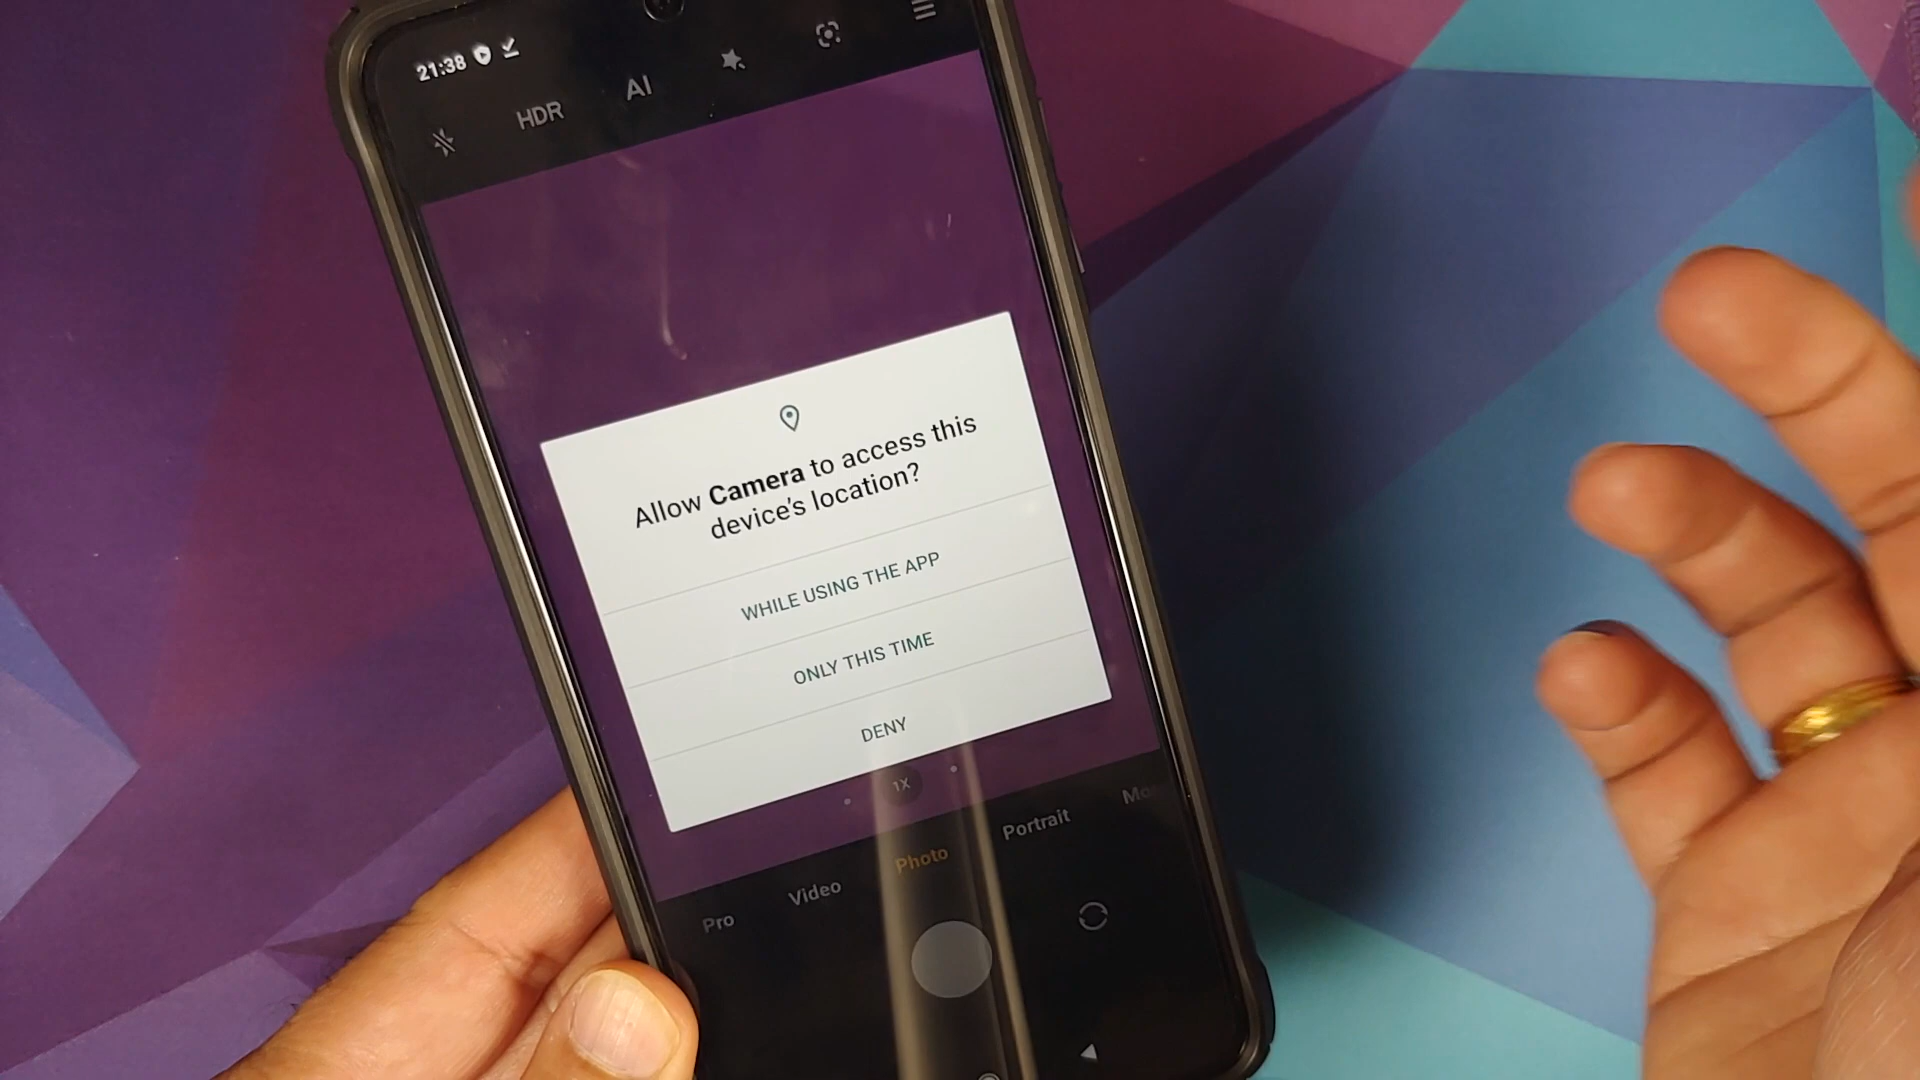 21:38
HDR
AI
Allow Camera to access this
device's location?
WHILE USING THE APP
ONLY THIS TIME
DENY
1X
Pro
Video
Photo
Portrait